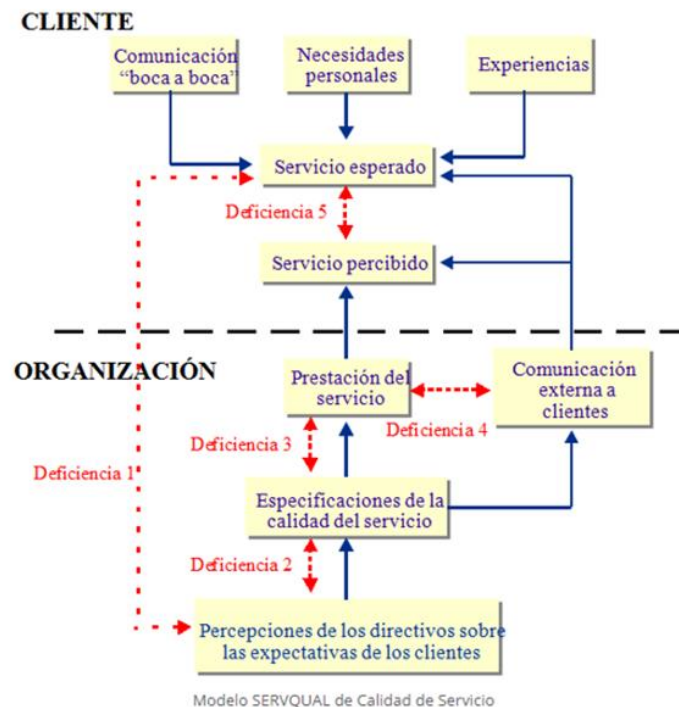 CLIENTE
Comunicación
“boca a boca”
Necesidades
personales
Experiencias
Servicio esperado
Deficiencia 5
Servicio percibido
ORGANIZACIÓN
Prestación del
servicio
Comunicación
externa a
clientes
Deficiencia 4
Deficiencia 3
Deficiencia 1
Especificaciones de la
calidad del servicio
Deficiencia 2
Percepciones de los directivos sobre
las expectativas de los clientes
Modelo SERVQUAL de Calidad de Servicio